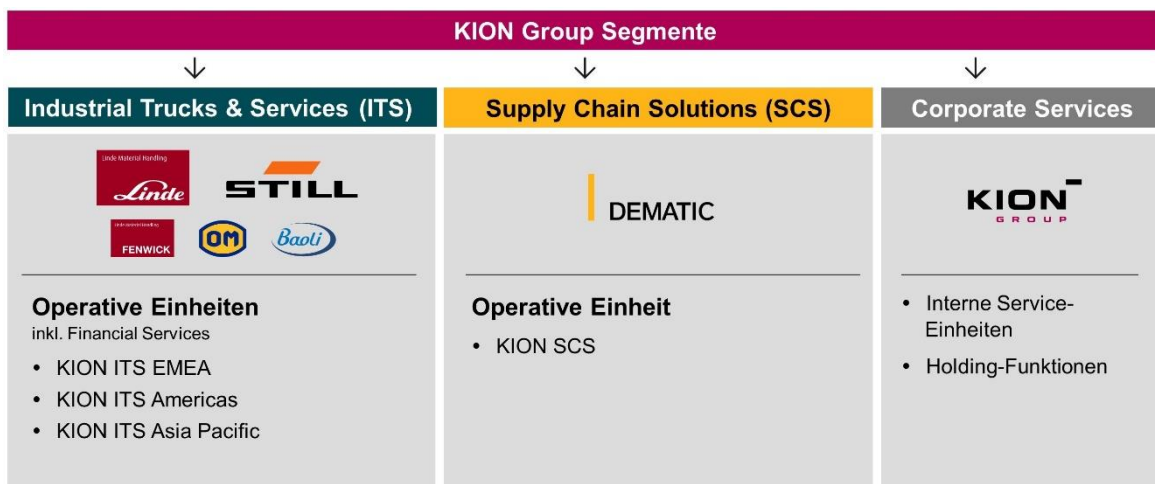 KION Group Segmente
Industrial Trucks & Services (ITS)
Linde Material Handling
Linde
STILL
FENWICK
OM
Baoli
Operative Einheiten
inkl. Financial Services
• KION ITS EMEA
• KION ITS Americas
• KION ITS Asia Pacific
Supply Chain Solutions (SCS)
DEMATIC
Operative Einheit
• KION SCS
Corporate Services
KION
GROUP
• Interne Service-
Einheiten
• Holding-Funktionen